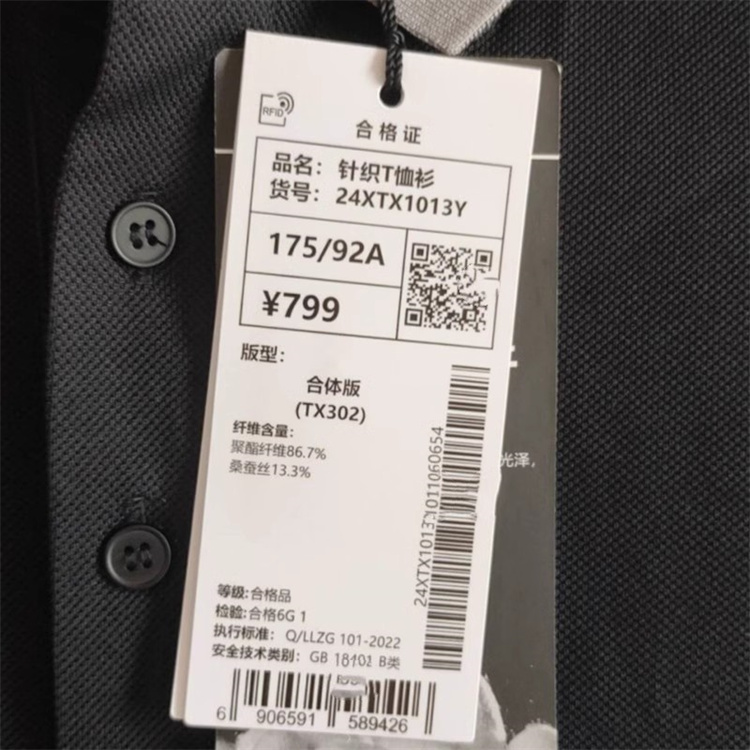 RFID
合格证
品名：针织T恤衫
货号：24XTX1013Y
175/92A
¥799
版型：
合体版
(TX302)
纤维含量：
聚酯纤维86.7%
桑蚕丝13.3%
光泽，
等级:合格品
检验:合格6G 1
执行标准：Q/LLZG 101-2022
安全技术类别：GB 18401 B类
6 906591 589426